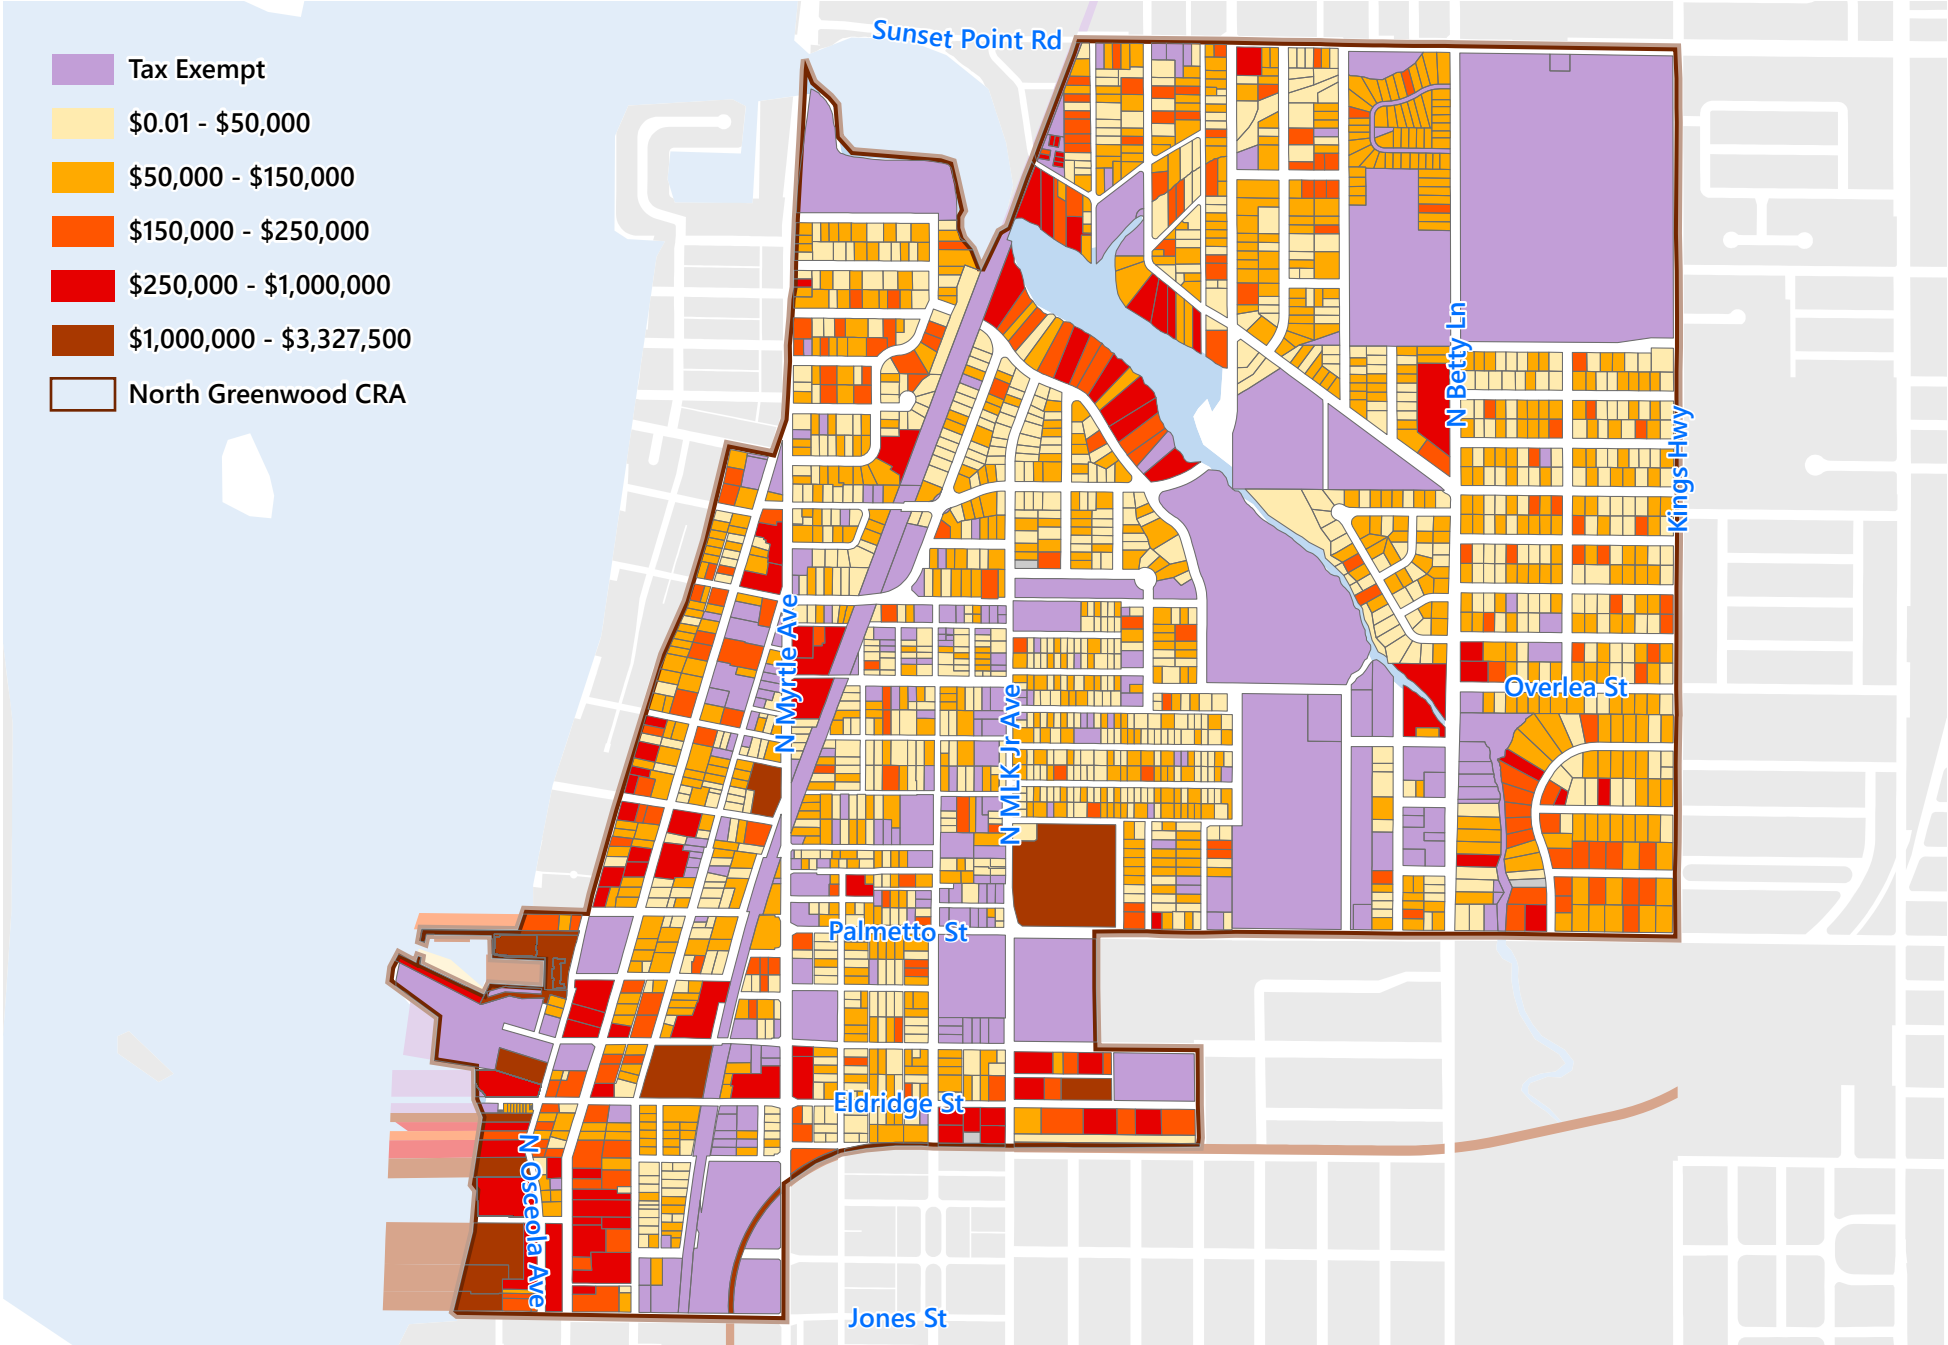 Sunset Point Rd
Tax Exempt
$0.01 - $50,000
$50,000 - $150,000
$150,000 - $250,000
$250,000 - $1,000,000
$1,000,000 - $3,327,500
North Greenwood CRA
N Betty Ln
Kings Hwy
N Myrtle Ave
Overlea St
N MLK Jr Ave
Palmetto St
Eldridge St
N Osceola Ave
Jones St